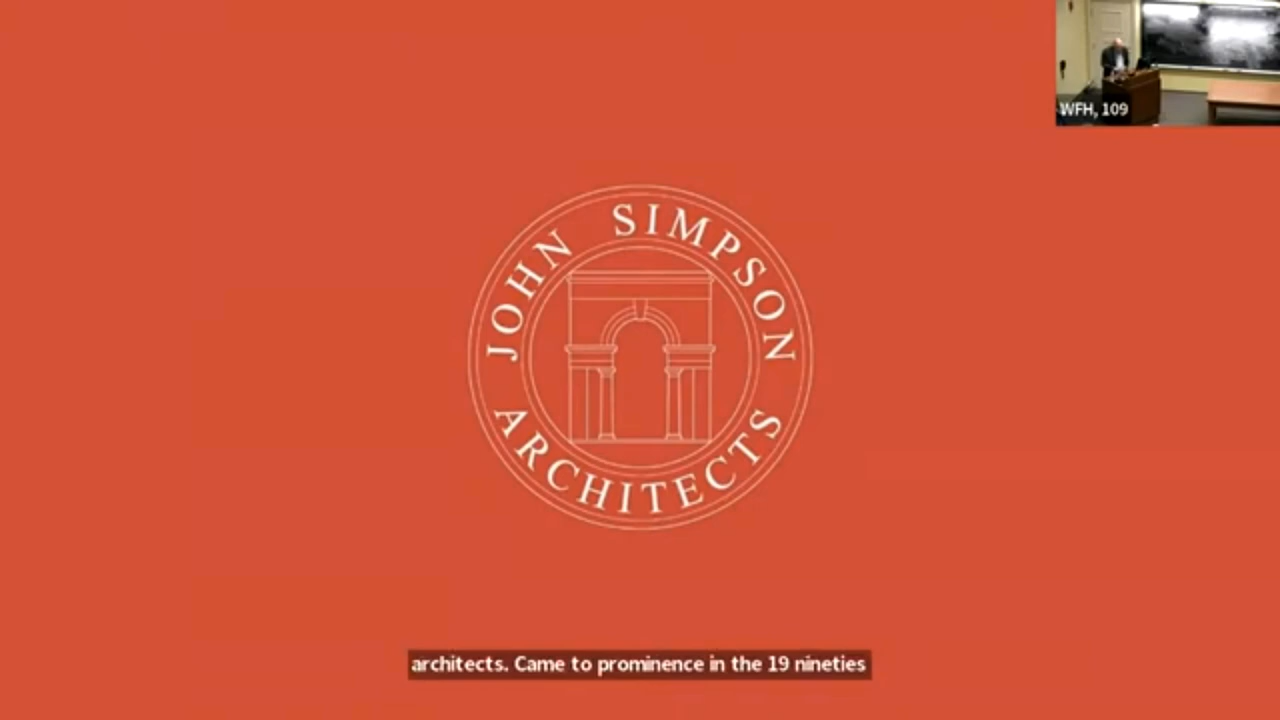 WFH, 109
JOHN SIMPSON
ARCHITECTS
architects. Came to prominence in the 19 nineties